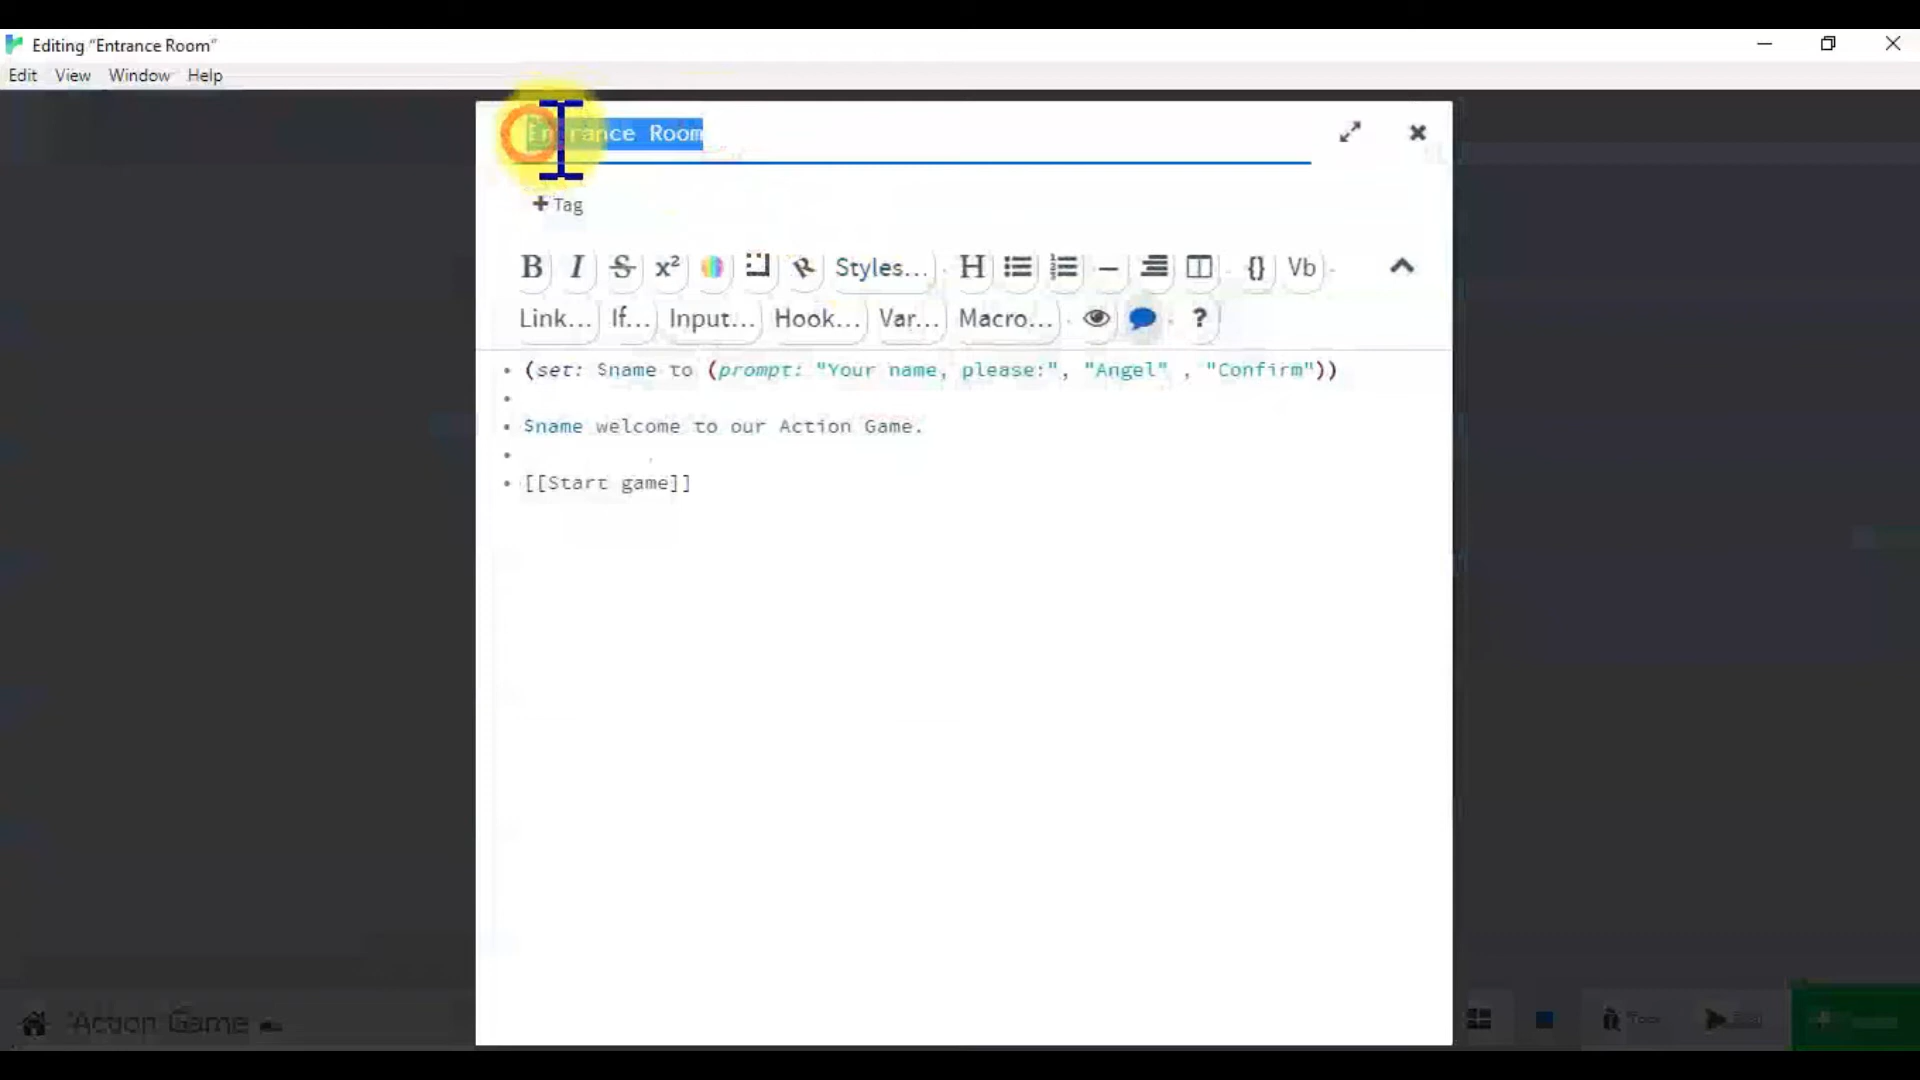 Editing “Entrance Room”
Edit View Window Help
Entrance Room
+ Tag
B I S x² Styles... H {} Vb
Link... If... Input... Hook... Var... Macro... ?
(set: $name to (prompt: "Your name, please:", "Angel" , "Confirm"))
$name welcome to our Action Game.
[[Start game]]
Action Game